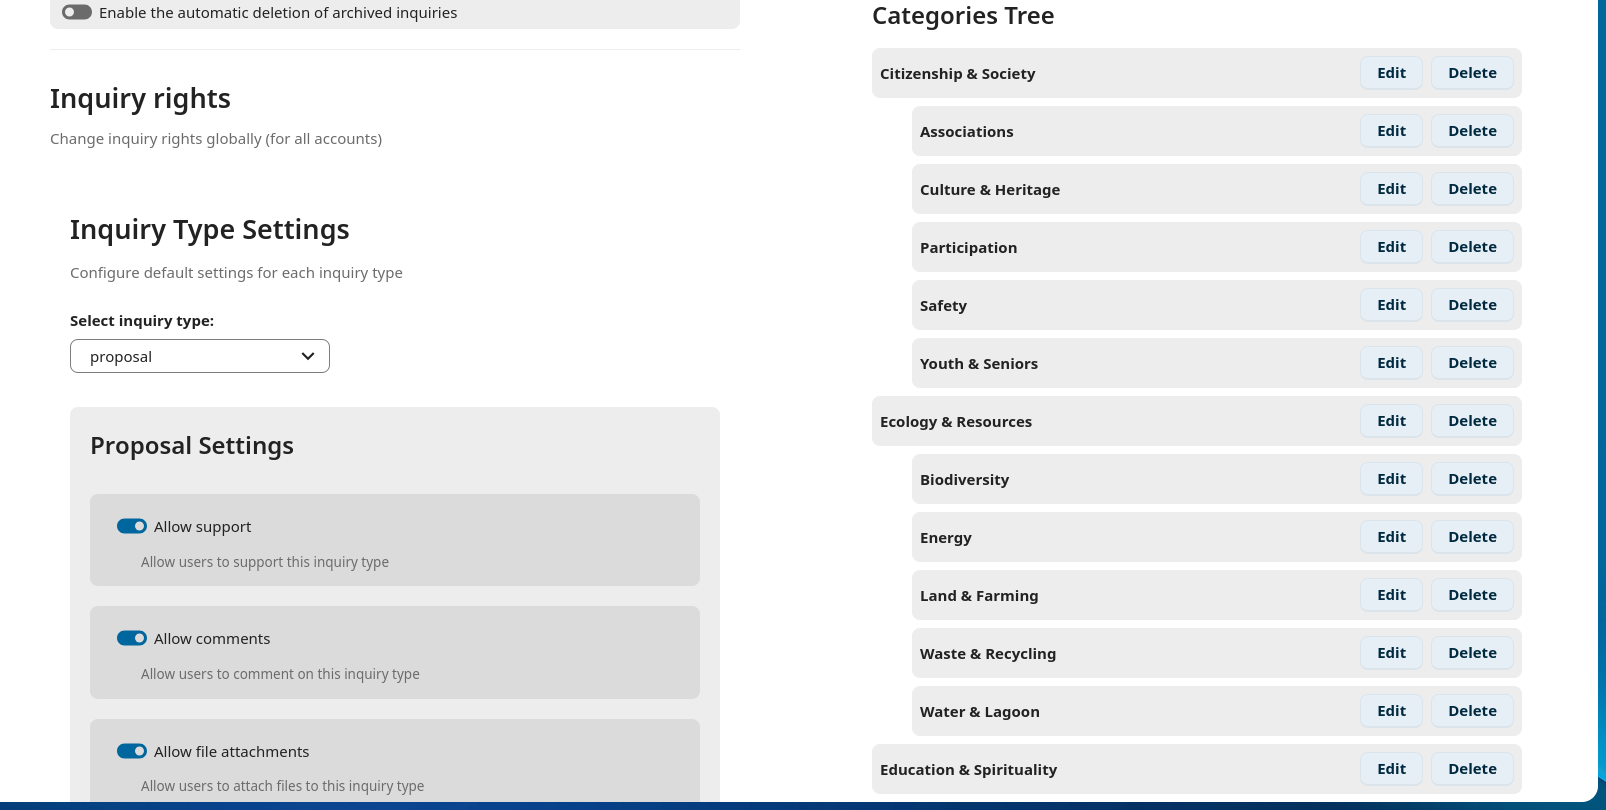 Enable the automatic deletion of archived inquiries
Inquiry rights
Change inquiry rights globally (for all accounts)
Inquiry Type Settings
Configure default settings for each inquiry type
Select inquiry type:
proposal
Proposal Settings
Allow support
Allow users to support this inquiry type
Allow comments
Allow users to comment on this inquiry type
Allow file attachments
Allow users to attach files to this inquiry type
Categories Tree
Citizenship & Society Edit Delete
Associations Edit Delete
Culture & Heritage Edit Delete
Participation Edit Delete
Safety Edit Delete
Youth & Seniors Edit Delete
Ecology & Resources Edit Delete
Biodiversity Edit Delete
Energy Edit Delete
Land & Farming Edit Delete
Waste & Recycling Edit Delete
Water & Lagoon Edit Delete
Education & Spirituality Edit Delete